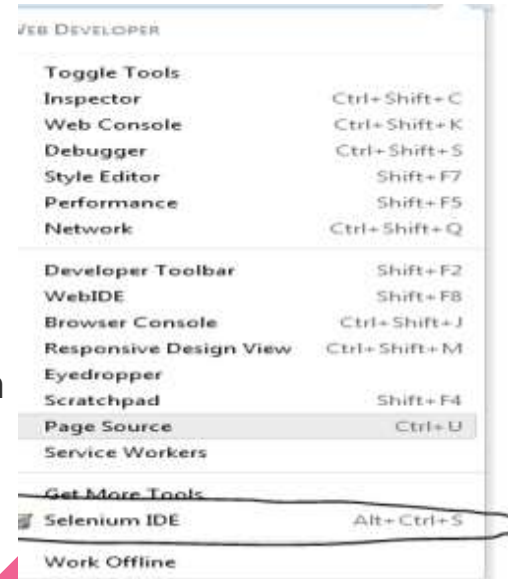 WEB DEVELOPER
Toggle Tools
Inspector Ctrl+Shift+C
Web Console Ctrl+Shift+K
Debugger Ctrl+Shift+S
Style Editor Shift+F7
Performance Shift+F5
Network Ctrl+Shift+Q
Developer Toolbar Shift+F2
WebIDE Shift+F8
Browser Console Ctrl+Shift+J
Responsive Design View Ctrl+Shift+M
Eyedropper
Scratchpad Shift+F4
Page Source Ctrl+U
Service Workers
Get More Tools
Selenium IDE Alt+Ctrl+S
Work Offline